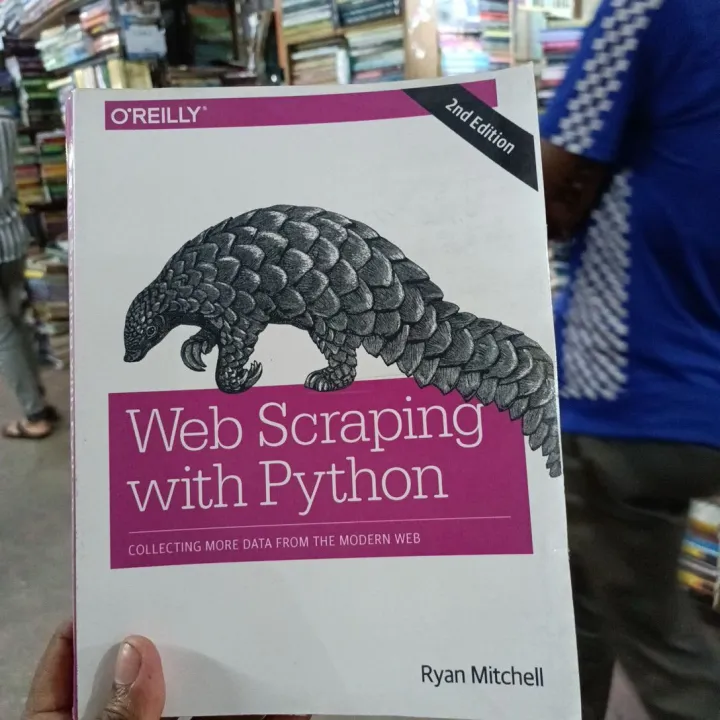 O'REILLY®
2nd Edition
Web Scraping
with Python
COLLECTING MORE DATA FROM THE MODERN WEB
Ryan Mitchell